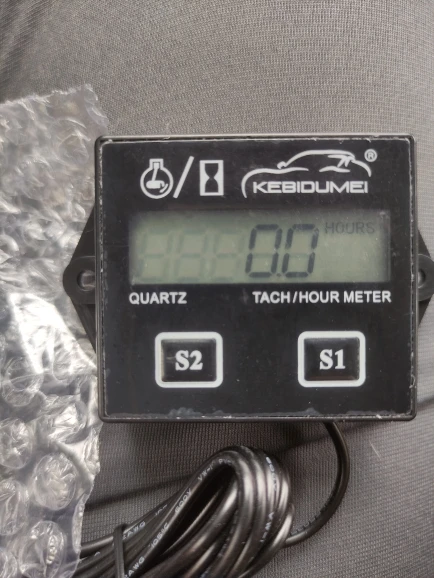 KEBIDUMEI ®
0.0 HOURS
QUARTZ TACH/HOUR METER
S2 S1